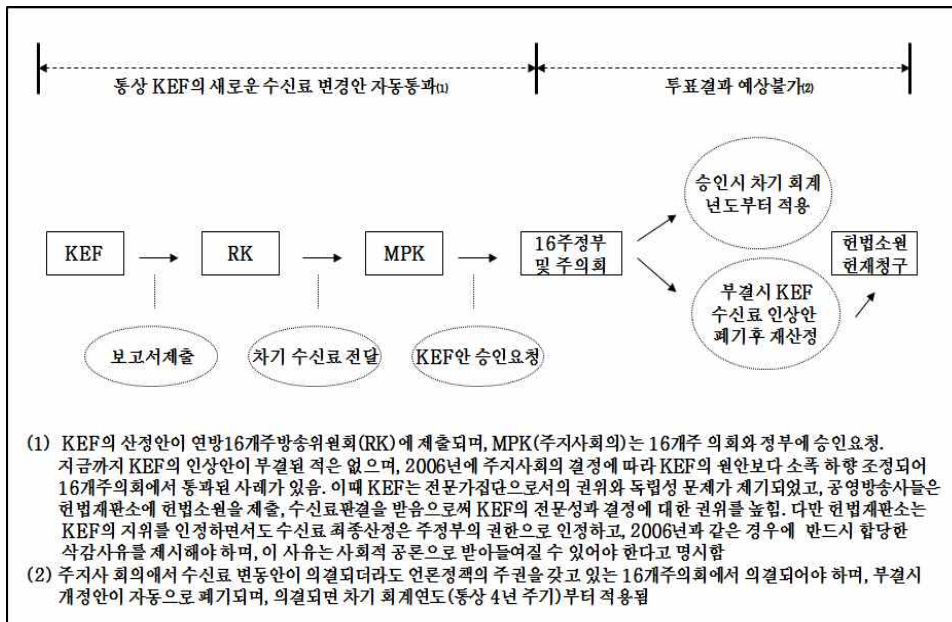 통상 KEF의 새로운 수신료 변경안 자동통과(1)
투표결과 예상불가(2)
승인시 차기 회계
년도부터 적용
KEF
RK
MPK
16주정부
및 주의회
헌법소원
헌재청구
부결시 KEF
수신료 인상안
폐기후 재산정
보고서제출
차기 수신료 전달
KEF안 승인요청
(1) KEF의 산정안이 연방16개주방송위원회(RK)에 제출되며, MPK(주지사회의)는 16개주 의회와 정부에 승인요청.
지금까지 KEF의 인상안이 부결된 적은 없으며, 2006년에 주지사회의 결정에 따라 KEF의 원안보다 소폭 하향 조정되어
16개주의회에서 통과된 사례가 있음. 이때 KEF는 전문가집단으로서의 권위와 독립성 문제가 제기되었고, 공영방송사들은
헌법재판소에 헌법소원을 제출, 수신료판결을 받음으로써 KEF의 전문성과 결정에 대한 권위를 높힘. 다만 헌법재판소는
KEF의 지위를 인정하면서도 수신료 최종산정은 주정부의 권한으로 인정하고, 2006년과 같은 경우에 반드시 합당한
삭감사유를 제시해야 하며, 이 사유는 사회적 공론으로 받아들여질 수 있어야 한다고 명시함
(2) 주지사 회의애서 수신료 변동안이 의결되더라도 언론정책의 주권을 갖고 있는 16개주의회에서 의결되어야 하며, 부결시
개정안이 자동으로 폐기되며, 의결되면 차기 회계연도(통상 4년 주기)부터 적용됨